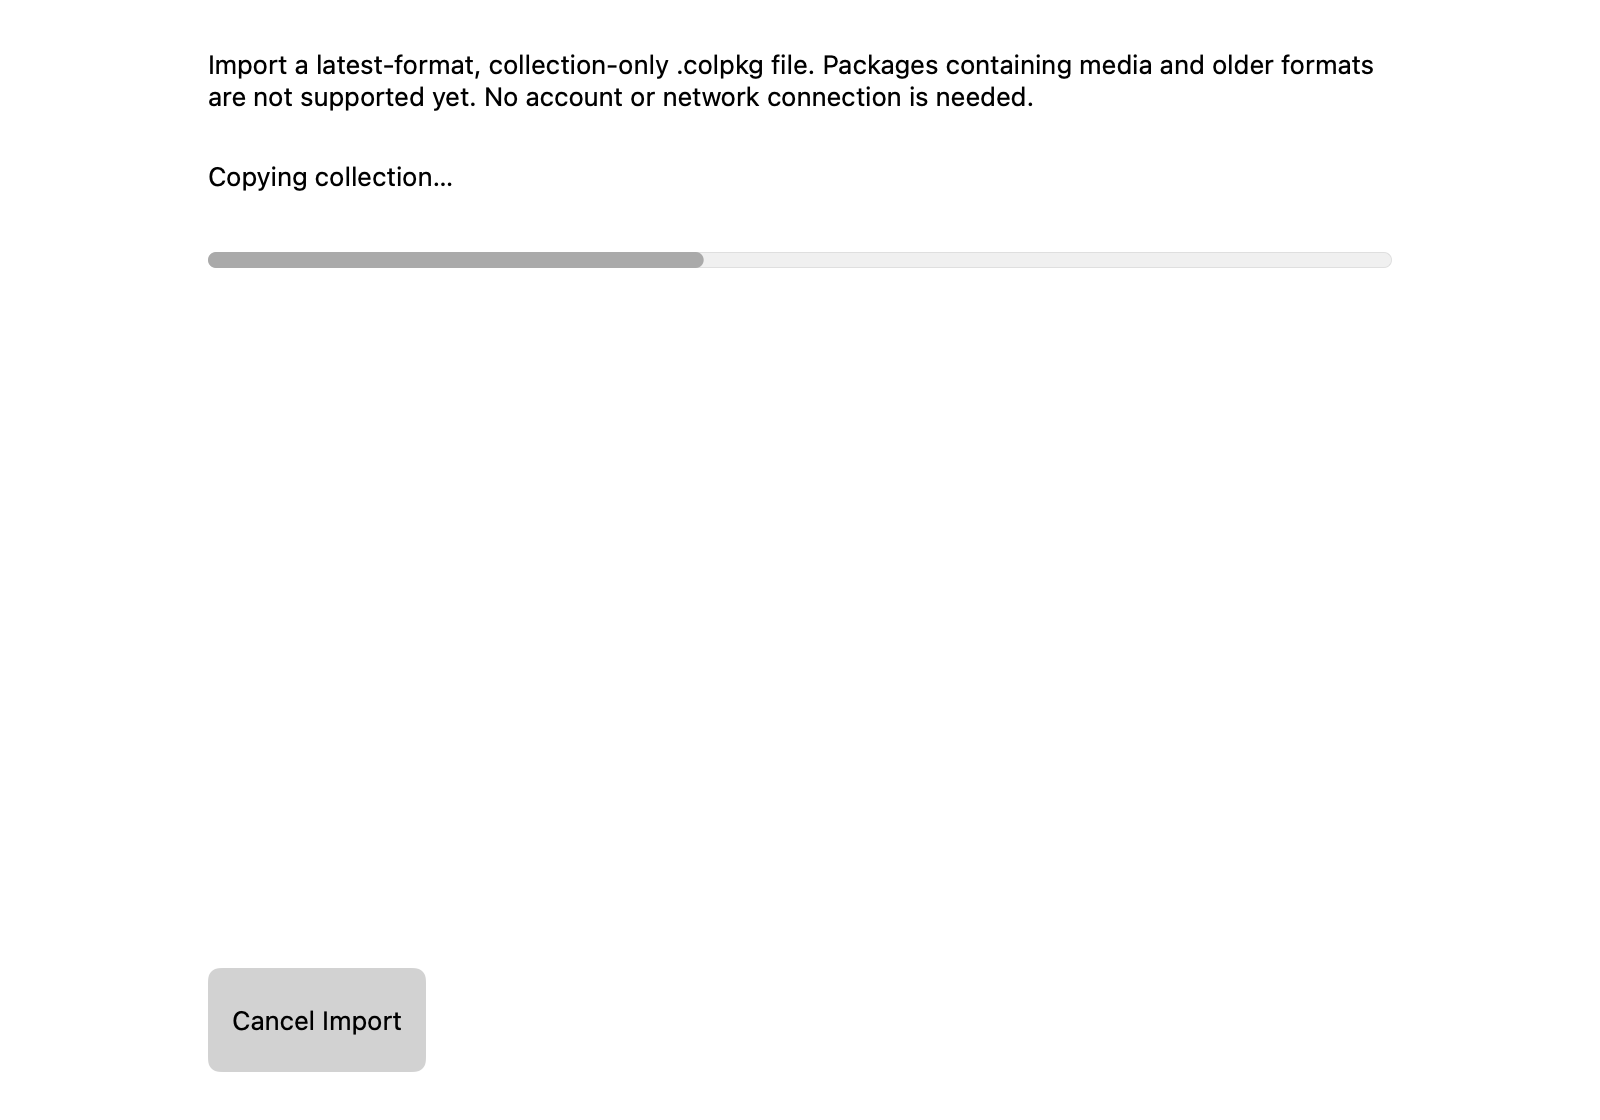 Import a latest-format, collection-only .colpkg file. Packages containing media and older formats
are not supported yet. No account or network connection is needed.
Copying collection...
Cancel Import